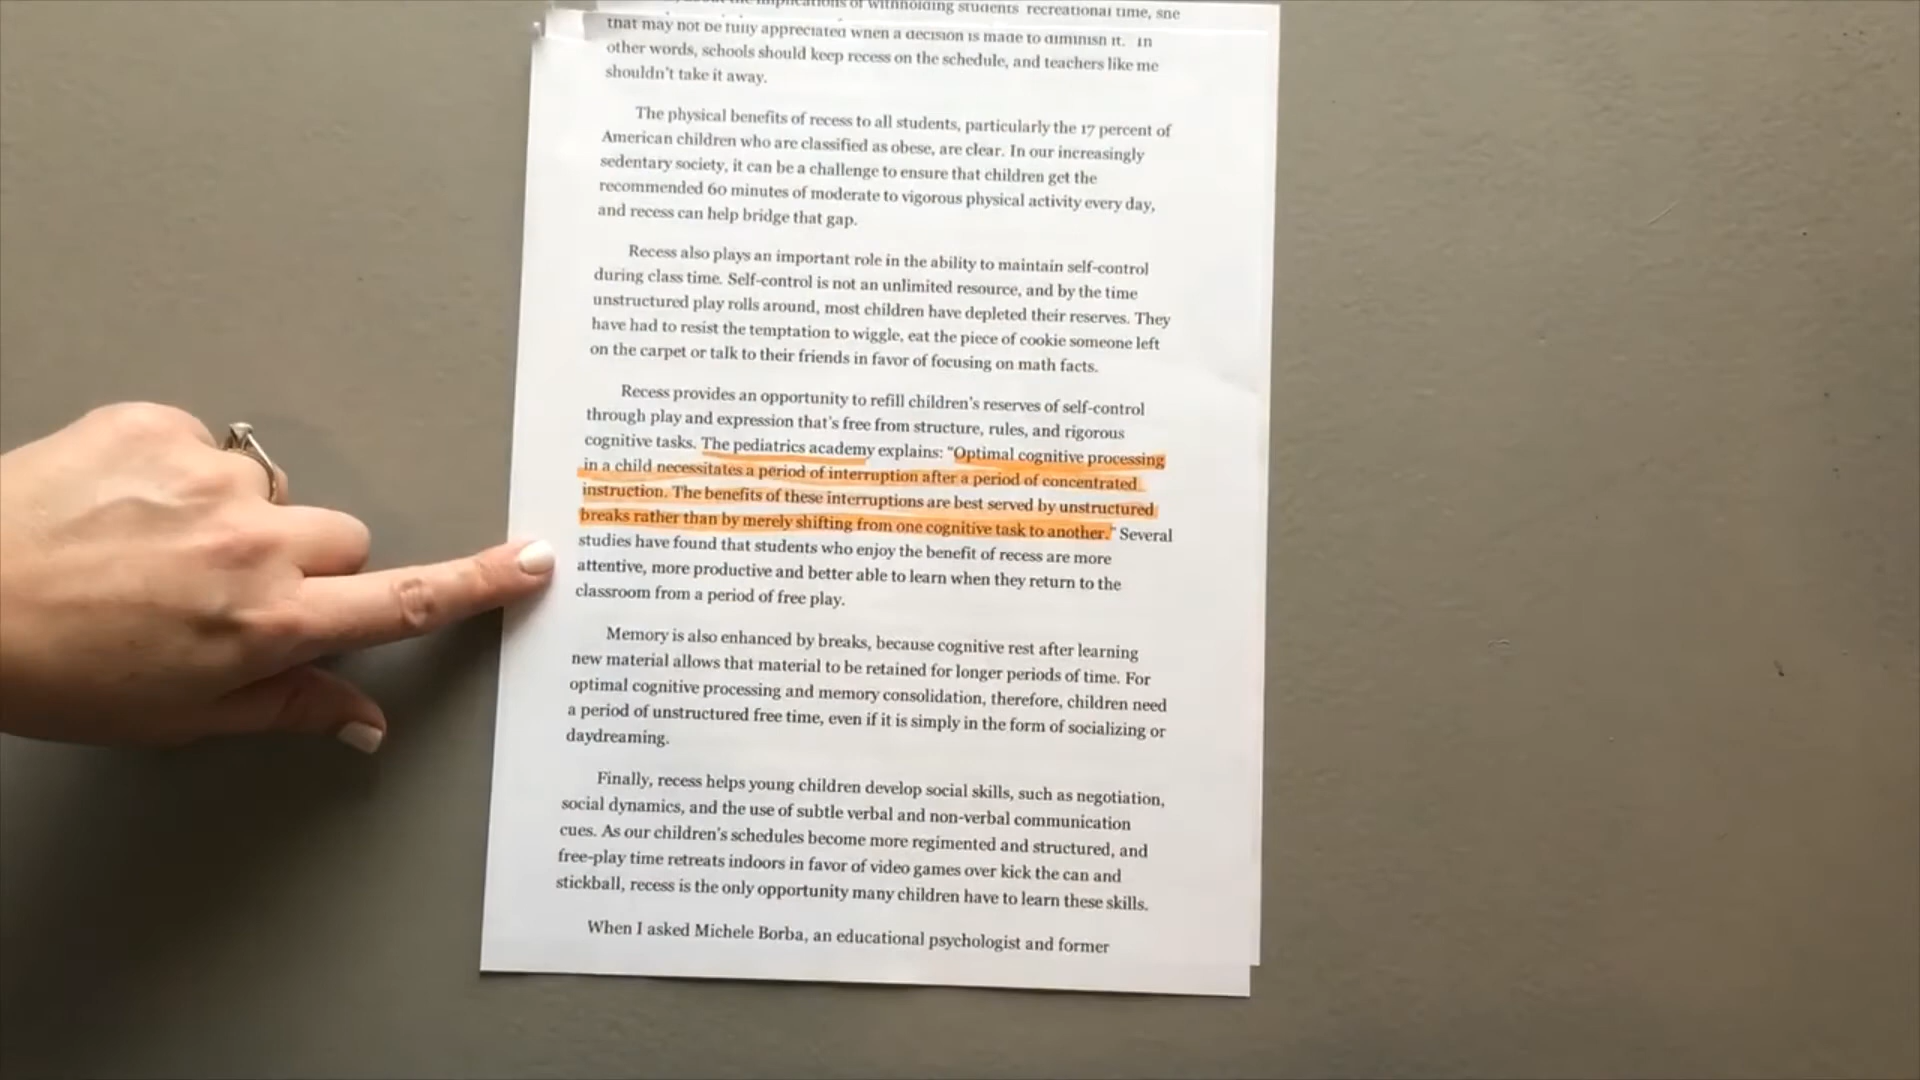 implications of withholding students' recreational time, she
that may not be fully appreciated when a decision is made to diminish it. In
other words, schools should keep recess on the schedule, and teachers like me
shouldn't take it away.
The physical benefits of recess to all students, particularly the 17 percent of
American children who are classified as obese, are clear. In our increasingly
sedentary society, it can be a challenge to ensure that children get the
recommended 60 minutes of moderate to vigorous physical activity every day,
and recess can help bridge that gap.
Recess also plays an important role in the ability to maintain self-control
during class time. Self-control is not an unlimited resource, and by the time
unstructured play rolls around, most children have depleted their reserves. They
have had to resist the temptation to wiggle, eat the piece of cookie someone left
on the carpet or talk to their friends in favor of focusing on math facts.
Recess provides an opportunity to refill children's reserves of self-control
through play and expression that's free from structure, rules, and rigorous
cognitive tasks. The pediatrics academy explains: "Optimal cognitive processing
in a child necessitates a period of interruption after a period of concentrated
instruction. The benefits of these interruptions are best served by unstructured
breaks rather than by merely shifting from one cognitive task to another." Several
studies have found that students who enjoy the benefit of recess are more
attentive, more productive and better able to learn when they return to the
classroom from a period of free play.
Memory is also enhanced by breaks, because cognitive rest after learning
new material allows that material to be retained for longer periods of time. For
optimal cognitive processing and memory consolidation, therefore, children need
a period of unstructured free time, even if it is simply in the form of socializing or
daydreaming.
Finally, recess helps young children develop social skills, such as negotiation,
social dynamics, and the use of subtle verbal and non-verbal communication
cues. As our children's schedules become more regimented and structured, and
free-play time retreats indoors in favor of video games over kick the can and
stickball, recess is the only opportunity many children have to learn these skills.
When I asked Michele Borba, an educational psychologist and former